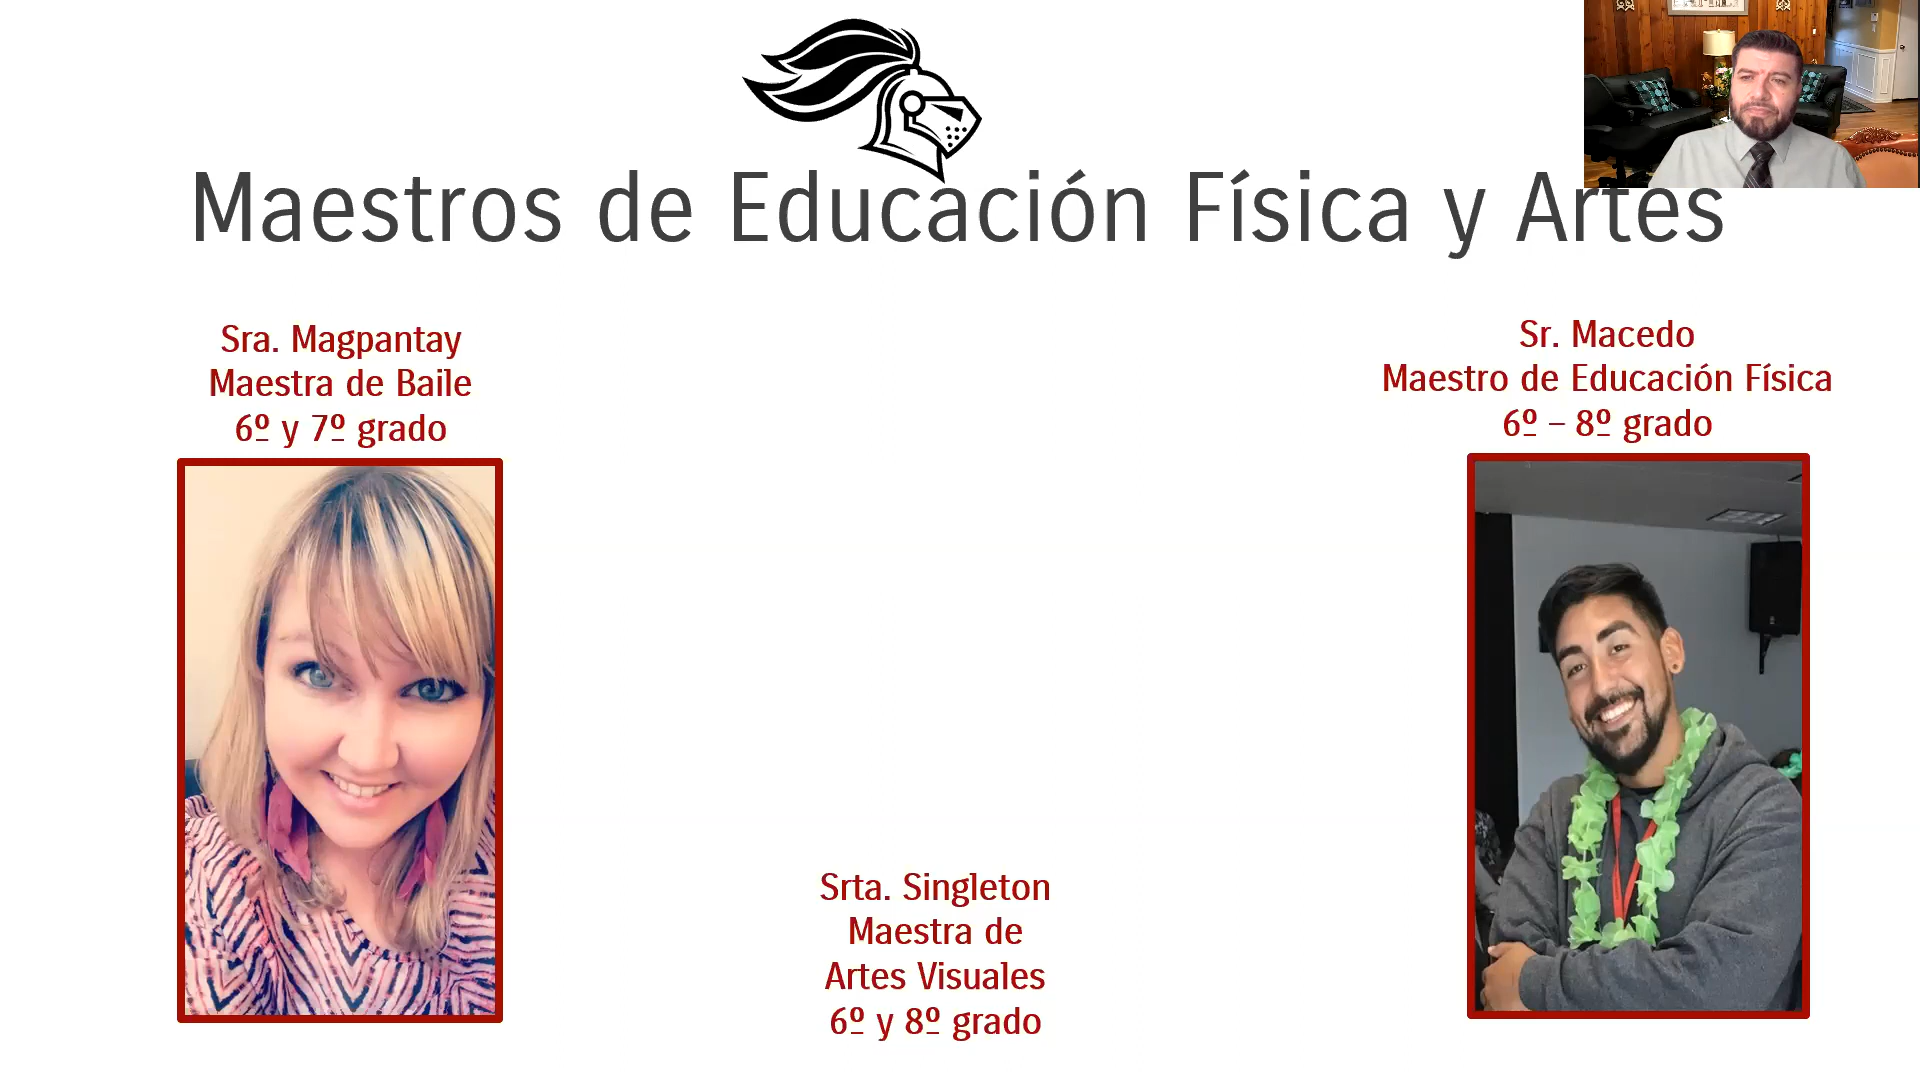 Maestros de Educación Física y Artes
Sra. Magpantay
Maestra de Baile
6º y 7º grado
Sr. Macedo
Maestro de Educación Física
6º – 8º grado
Srta. Singleton
Maestra de
Artes Visuales
6º y 8º grado